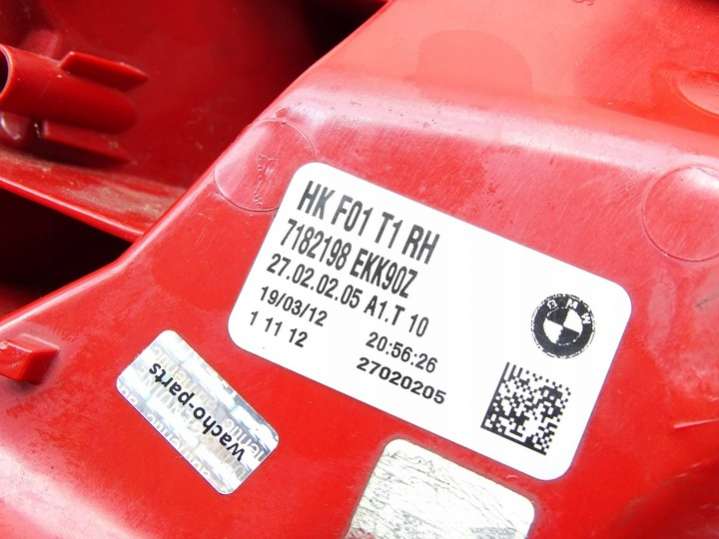 HK F01 T1 RH
7182198 EKK90Z
27.02.02.05 A1.T 10
19/03/12 20:56:26
1 11 12 27020205
BMW
wacho-parts